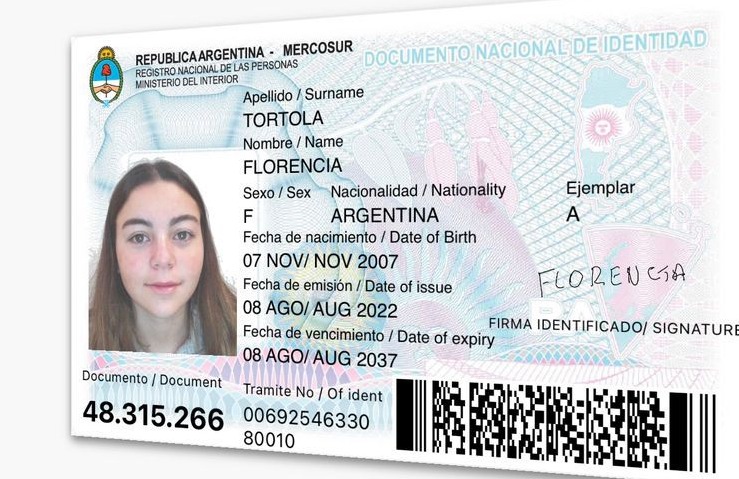 REPUBLICA ARGENTINA - MERCOSUR
REGISTRO NACIONAL DE LAS PERSONAS
MINISTERIO DEL INTERIOR
DOCUMENTO NACIONAL DE IDENTIDAD
Apellido / Surname
TORTOLA
Nombre / Name
FLORENCIA
Sexo / Sex Nacionalidad / Nationality Ejemplar
F ARGENTINA A
Fecha de nacimiento / Date of Birth
07 NOV/ NOV 2007
Fecha de emisión / Date of issue
08 AGO/ AUG 2022
Fecha de vencimiento / Date of expiry
08 AGO/ AUG 2037
FLORENCIA
FIRMA IDENTIFICADO/ SIGNATURE
Documento / Document
48.315.266
Tramite No / Of ident
00692546330
80010